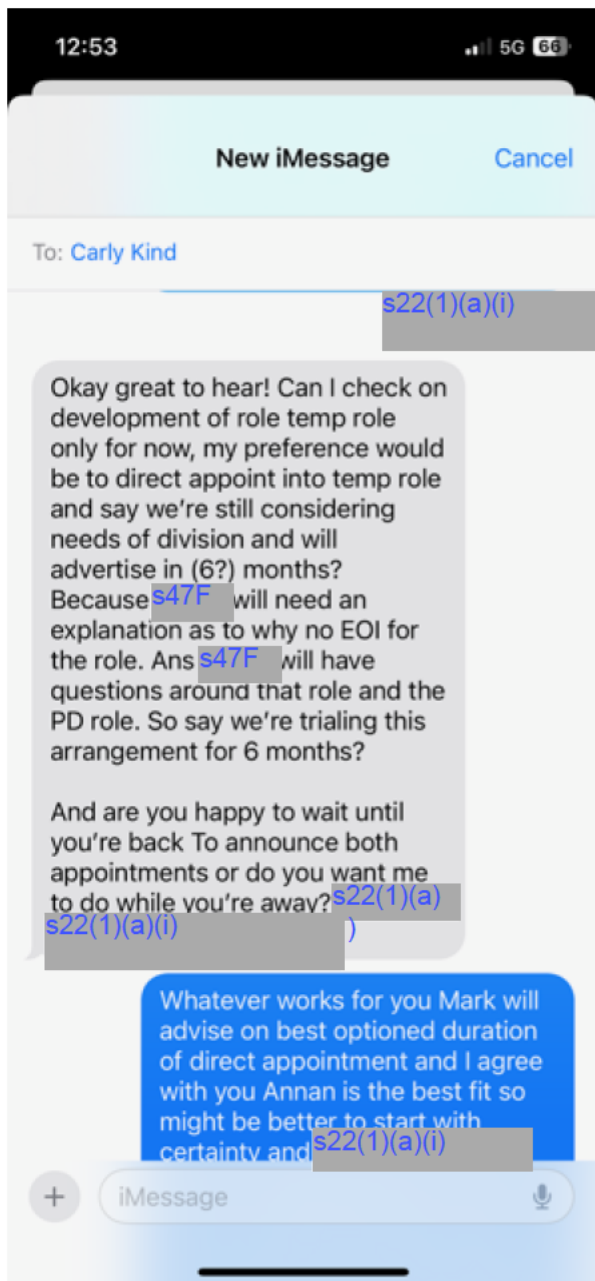 12:53 5G 66
New iMessage Cancel
To: Carly Kind
s22(1)(a)(i)
Okay great to hear! Can I check on
development of role temp role
only for now, my preference would
be to direct appoint into temp role
and say we're still considering
needs of division and will
advertise in (6?) months?
Because s47F will need an
explanation as to why no EOI for
the role. Ans s47F will have
questions around that role and the
PD role. So say we're trialing this
arrangement for 6 months?
And are you happy to wait until
you're back To announce both
appointments or do you want me
to do while you're away? s22(1)(a)
s22(1)(a)(i) )
Whatever works for you Mark will
advise on best optioned duration
of direct appointment and I agree
with you Annan is the best fit so
might be better to start with
certainty and s22(1)(a)(i)
+ iMessage